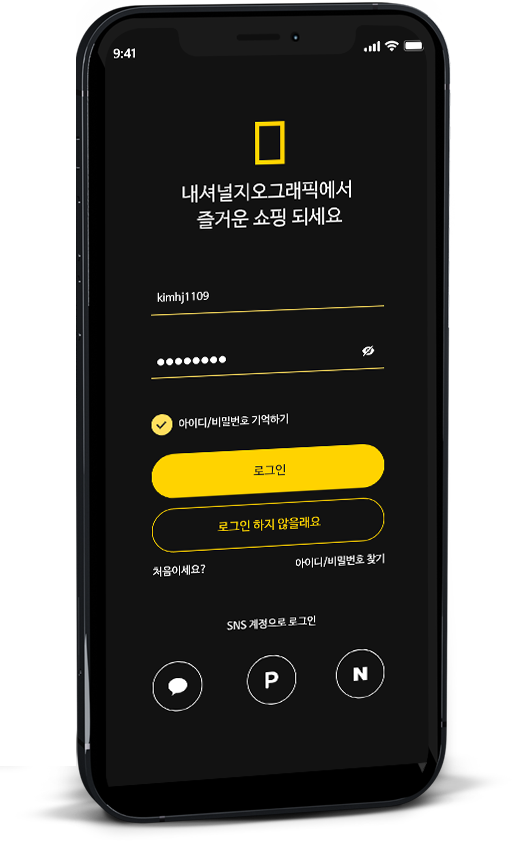 9:41
내셔널지오그래픽에서
즐거운 쇼핑 되세요
kimhj1109
아이디/비밀번호 기억하기
로그인
로그인 하지 않을래요
처음이세요?
아이디/비밀번호 찾기
SNS 계정으로 로그인
P
N